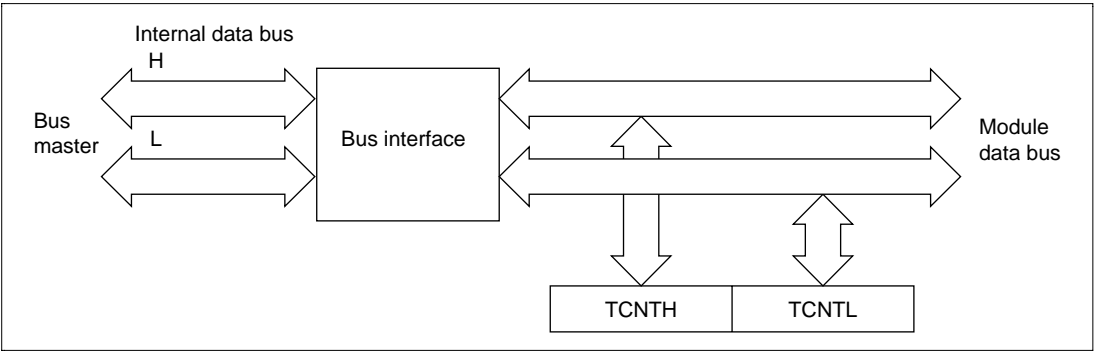 Internal data bus
H
Bus
master
L
Bus interface
Module
data bus
TCNTH
TCNTL